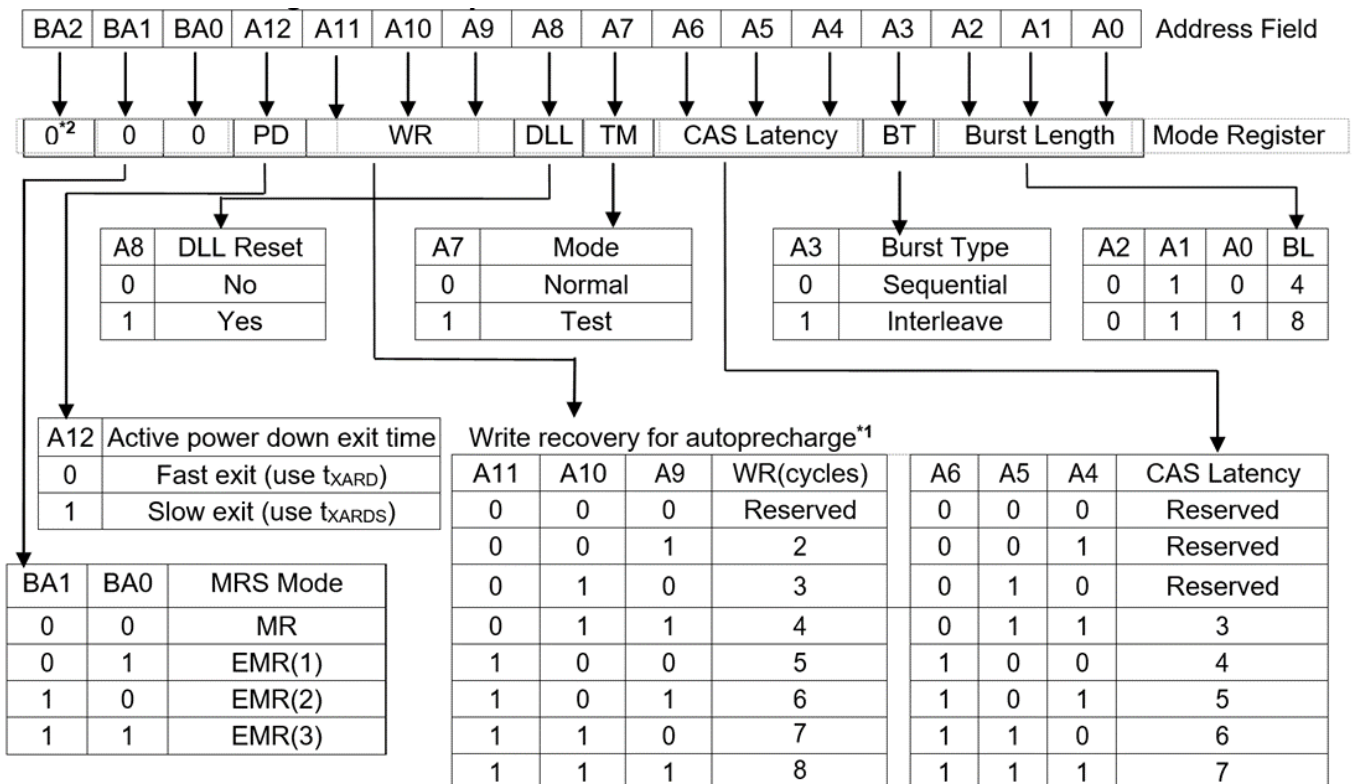 BA2 BA1 BA0 A12 A11 A10 A9 A8 A7 A6 A5 A4 A3 A2 A1 A0 Address Field
0*2 0 0 PD WR DLL TM CAS Latency BT Burst Length Mode Register
A8 DLL Reset
0 No
1 Yes
A7 Mode
0 Normal
1 Test
A3 Burst Type
0 Sequential
1 Interleave
A2 A1 A0 BL
0 1 0 4
0 1 1 8
A12 Active power down exit time
0 Fast exit (use tXARD)
1 Slow exit (use tXARDS)
BA1 BA0 MRS Mode
0 0 MR
0 1 EMR(1)
1 0 EMR(2)
1 1 EMR(3)
Write recovery for autoprecharge*1
A11 A10 A9 WR(cycles)
0 0 0 Reserved
0 0 1 2
0 1 0 3
0 1 1 4
1 0 0 5
1 0 1 6
1 1 0 7
1 1 1 8
A6 A5 A4 CAS Latency
0 0 0 Reserved
0 0 1 Reserved
0 1 0 Reserved
0 1 1 3
1 0 0 4
1 0 1 5
1 1 0 6
1 1 1 7